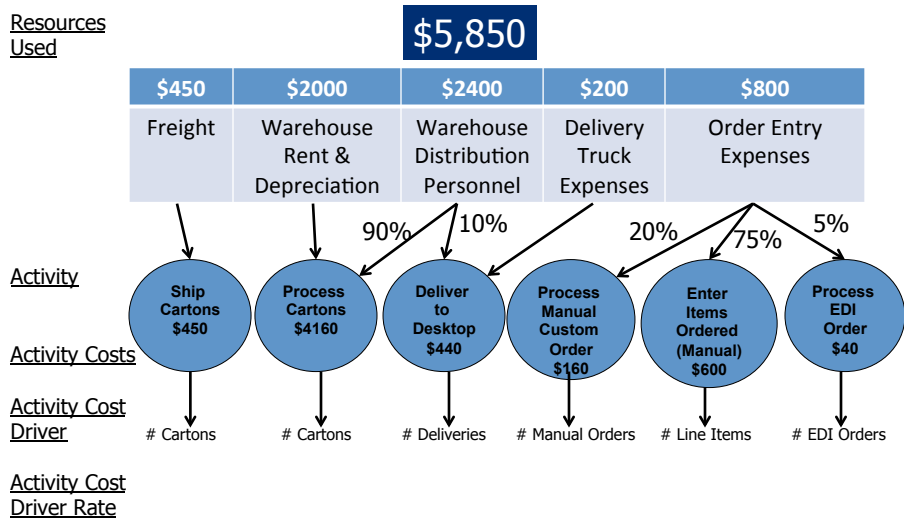 Resources
Used
$5,850
$450
$2000
$2400
$200
$800
Freight
Warehouse
Rent &
Depreciation
Warehouse
Distribution
Personnel
Delivery
Truck
Expenses
Order Entry
Expenses
90%
10%
20%
75%
5%
Activity
Activity Costs
Ship
Cartons
$450
Process
Cartons
$4160
Deliver
to
Desktop
$440
Process
Manual
Custom
Order
$160
Enter
Items
Ordered
(Manual)
$600
Process
EDI
Order
$40
Activity Cost
Driver
# Cartons
# Cartons
# Deliveries
# Manual Orders
# Line Items
# EDI Orders
Activity Cost
Driver Rate